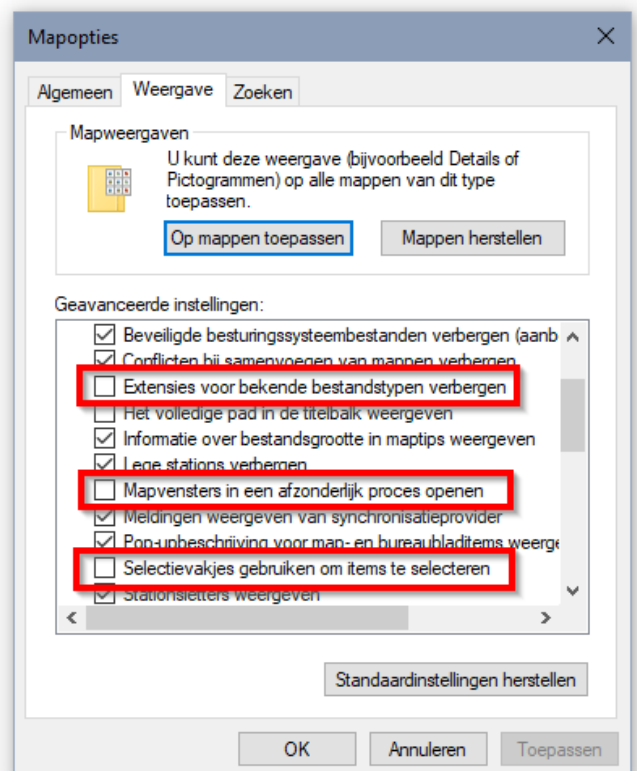 Mapopties
Algemeen Weergave Zoeken
Mapweergaven
U kunt deze weergave (bijvoorbeeld Details of
Pictogrammen) op alle mappen van dit type
toepassen.
Op mappen toepassen Mappen herstellen
Geavanceerde instellingen:
Beveiligde besturingssysteembestanden verbergen (aanb
Conflicten bij samenvoegen van mappen verbergen
Extensies voor bekende bestandstypen verbergen
Het volledige pad in de titelbalk weergeven
Informatie over bestandsgrootte in maptips weergeven
Lege stations verbergen
Mapvensters in een afzonderlijk proces openen
Meldingen weergeven van synchronisatieprovider
Pop-upbeschrijving voor map- en bureaubladitems weerge
Selectievakjes gebruiken om items te selecteren
Stationsletters weergeven
Standaardinstellingen herstellen
OK Annuleren Toepassen